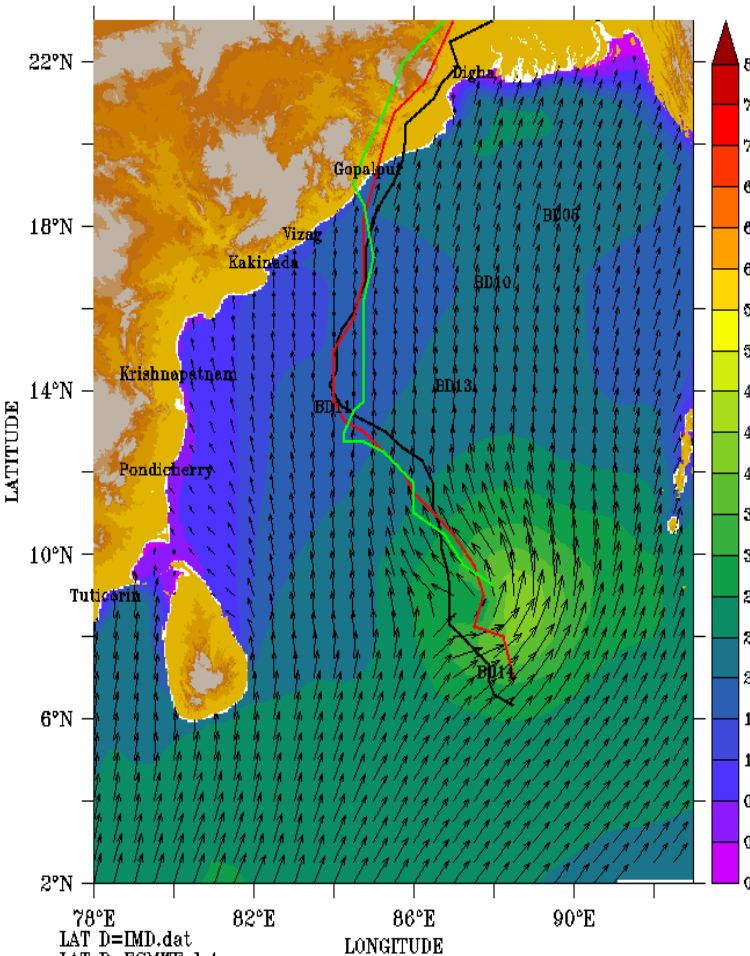 22°N
Digha
Gopalpur
18°N
BD08
Vizag
Kakinada
BD10
14°N
Krishnapatnam
BD13
BD11
LATITUDE
Pondicherry
10°N
Tuticorin
BD14
6°N
2°N
78°E 82°E 86°E 90°E
LAT D=IMD.dat
LONGITUDE